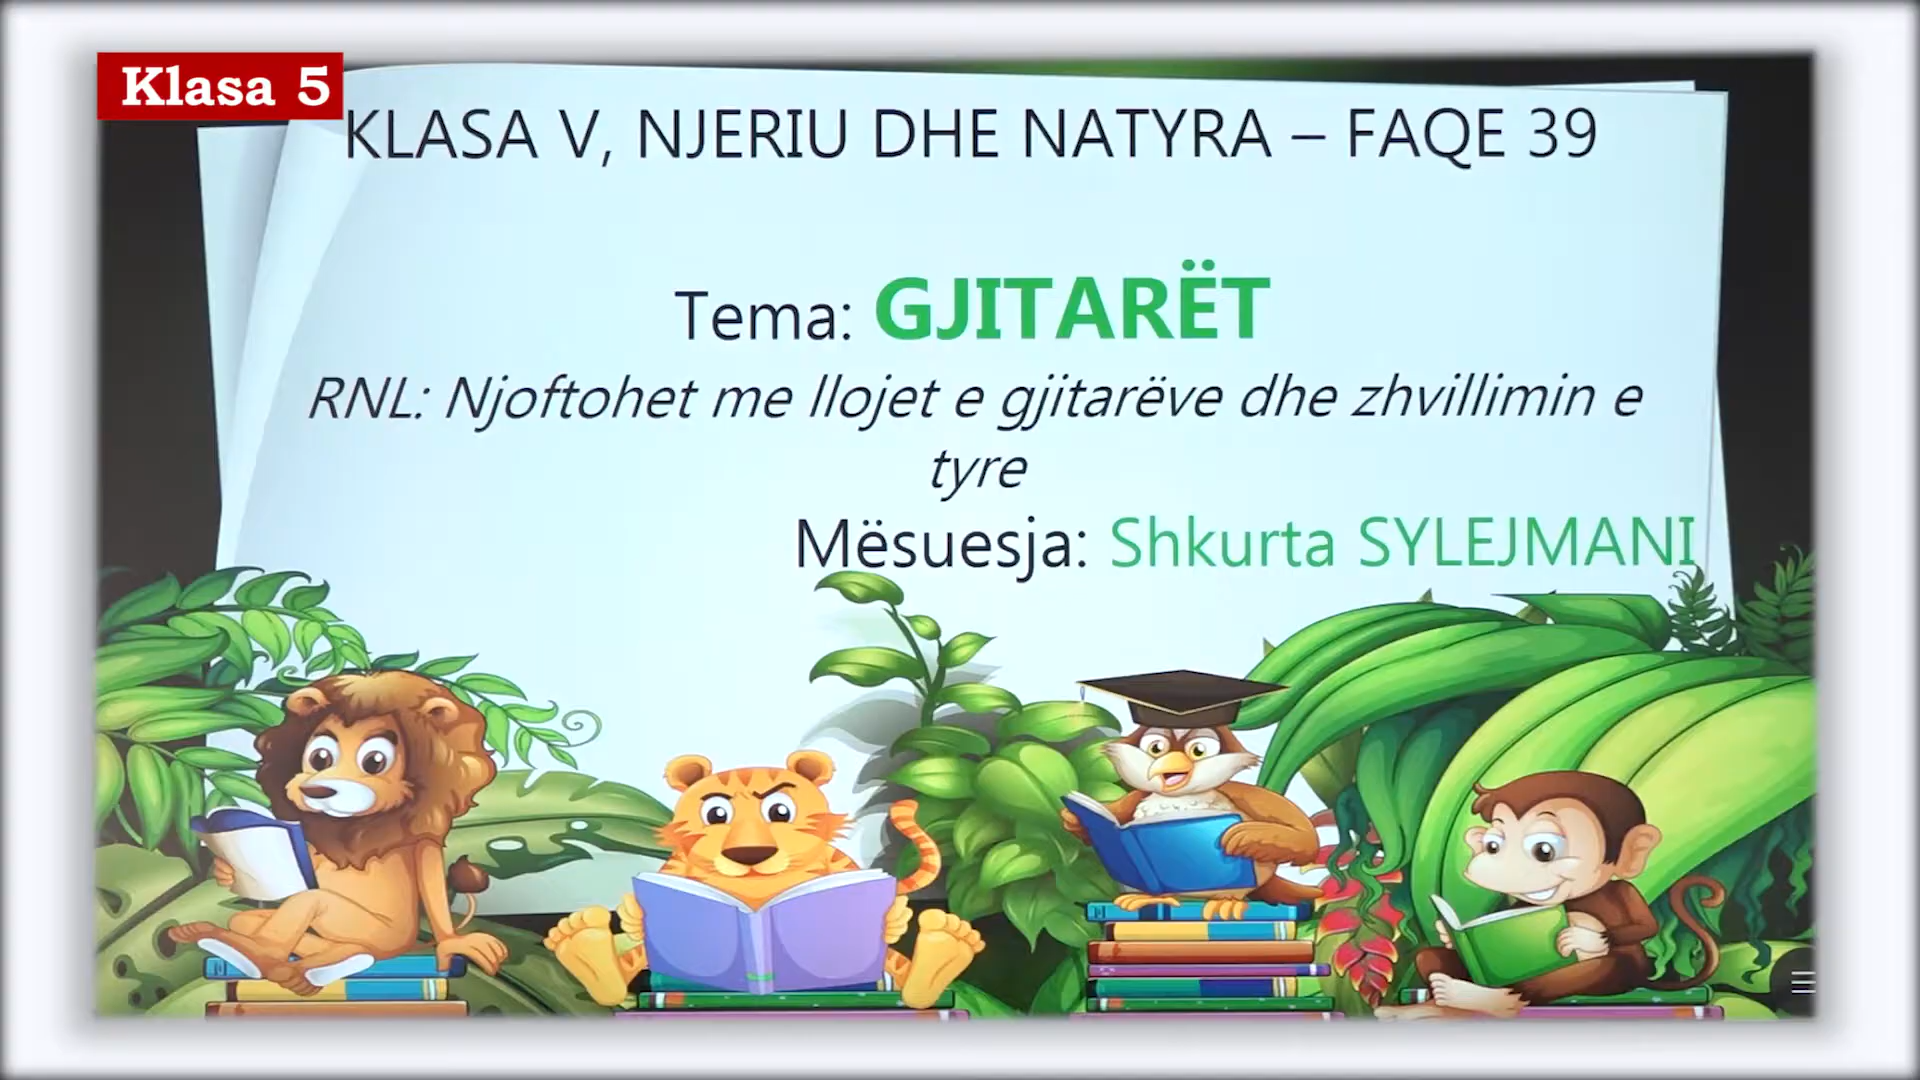 Klasa 5
KLASA V, NJERIU DHE NATYRA – FAQE 39
Tema: GJITARËT
RNL: Njoftohet me llojet e gjitarëve dhe zhvillimin e
tyre
Mësuesja: Shkurta SYLEJMANI